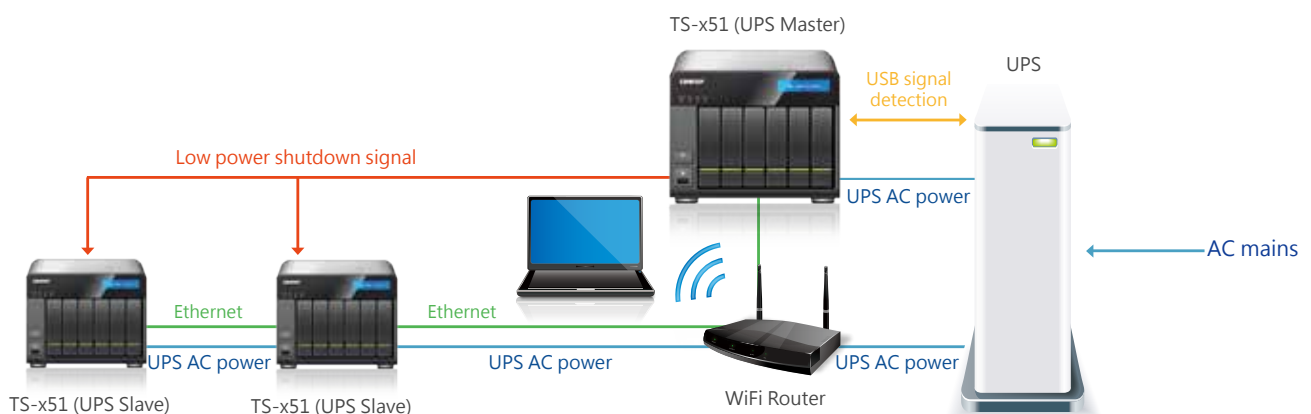 TS-x51 (UPS Master)
UPS
USB signal
detection
Low power shutdown signal
UPS AC power
AC mains
Ethernet
Ethernet
UPS AC power
UPS AC power
UPS AC power
WiFi Router
TS-x51 (UPS Slave)
TS-x51 (UPS Slave)